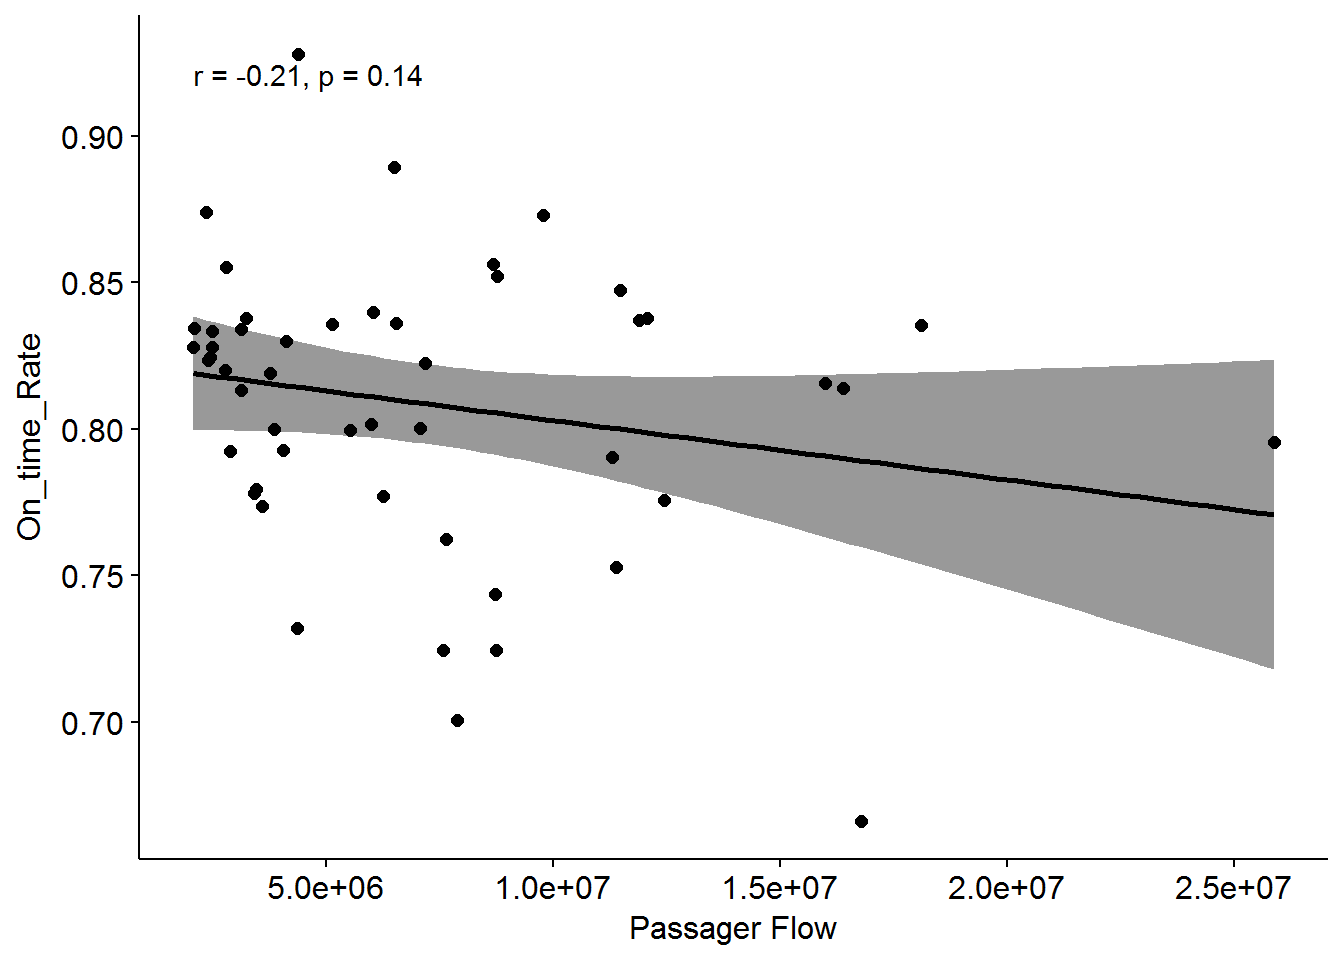 r = -0.21, p = 0.14
0.90
0.85
0.80
0.75
0.70
On_time_Rate
5.0e+06 1.0e+07 1.5e+07 2.0e+07 2.5e+07
Passager Flow